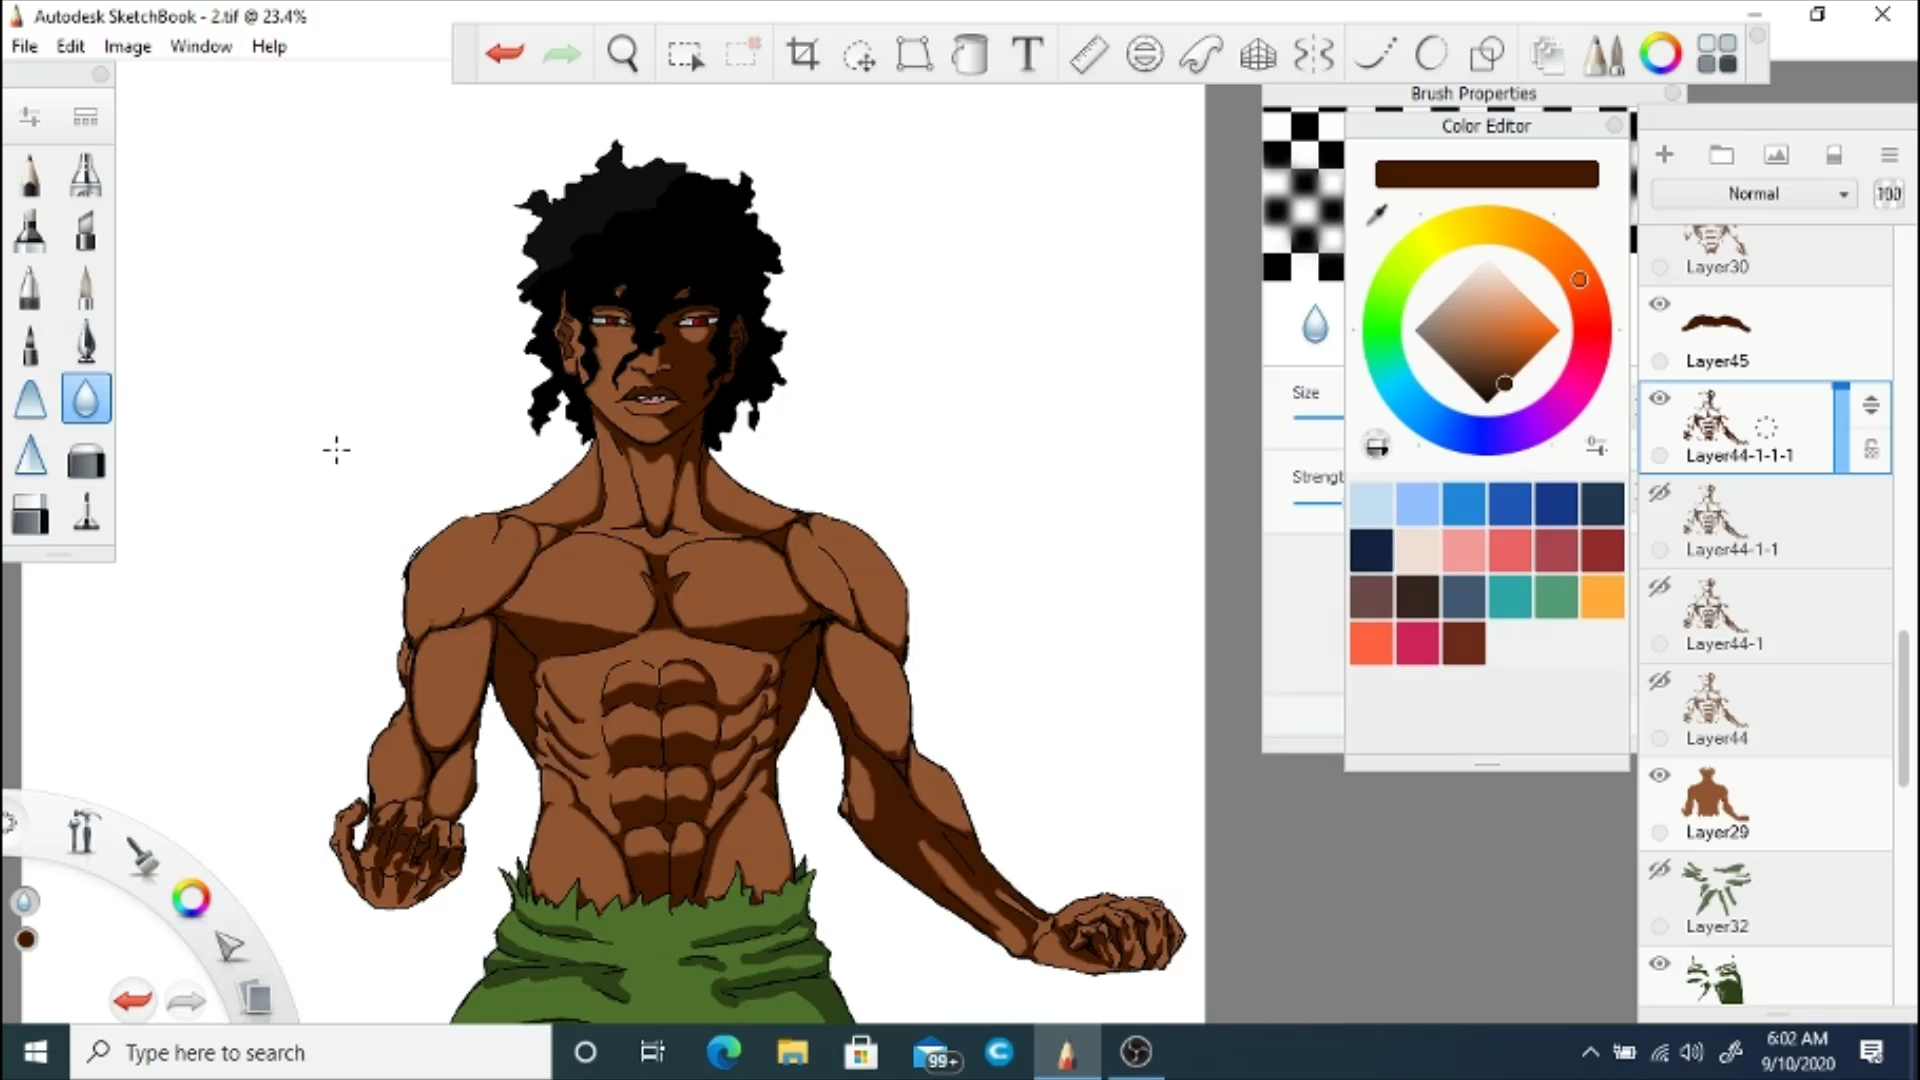 Autodesk SketchBook - 2.tif @ 23.4%
File Edit Image Window Help
T
Brush Properties
Color Editor
Normal
100
Layer30
Layer45
Size
Layer44-1-1-1
Strengt
Layer44-1-1
Layer44-1
Layer44
Layer29
Layer32
Type here to search
99+
6:02 AM
9/10/2020